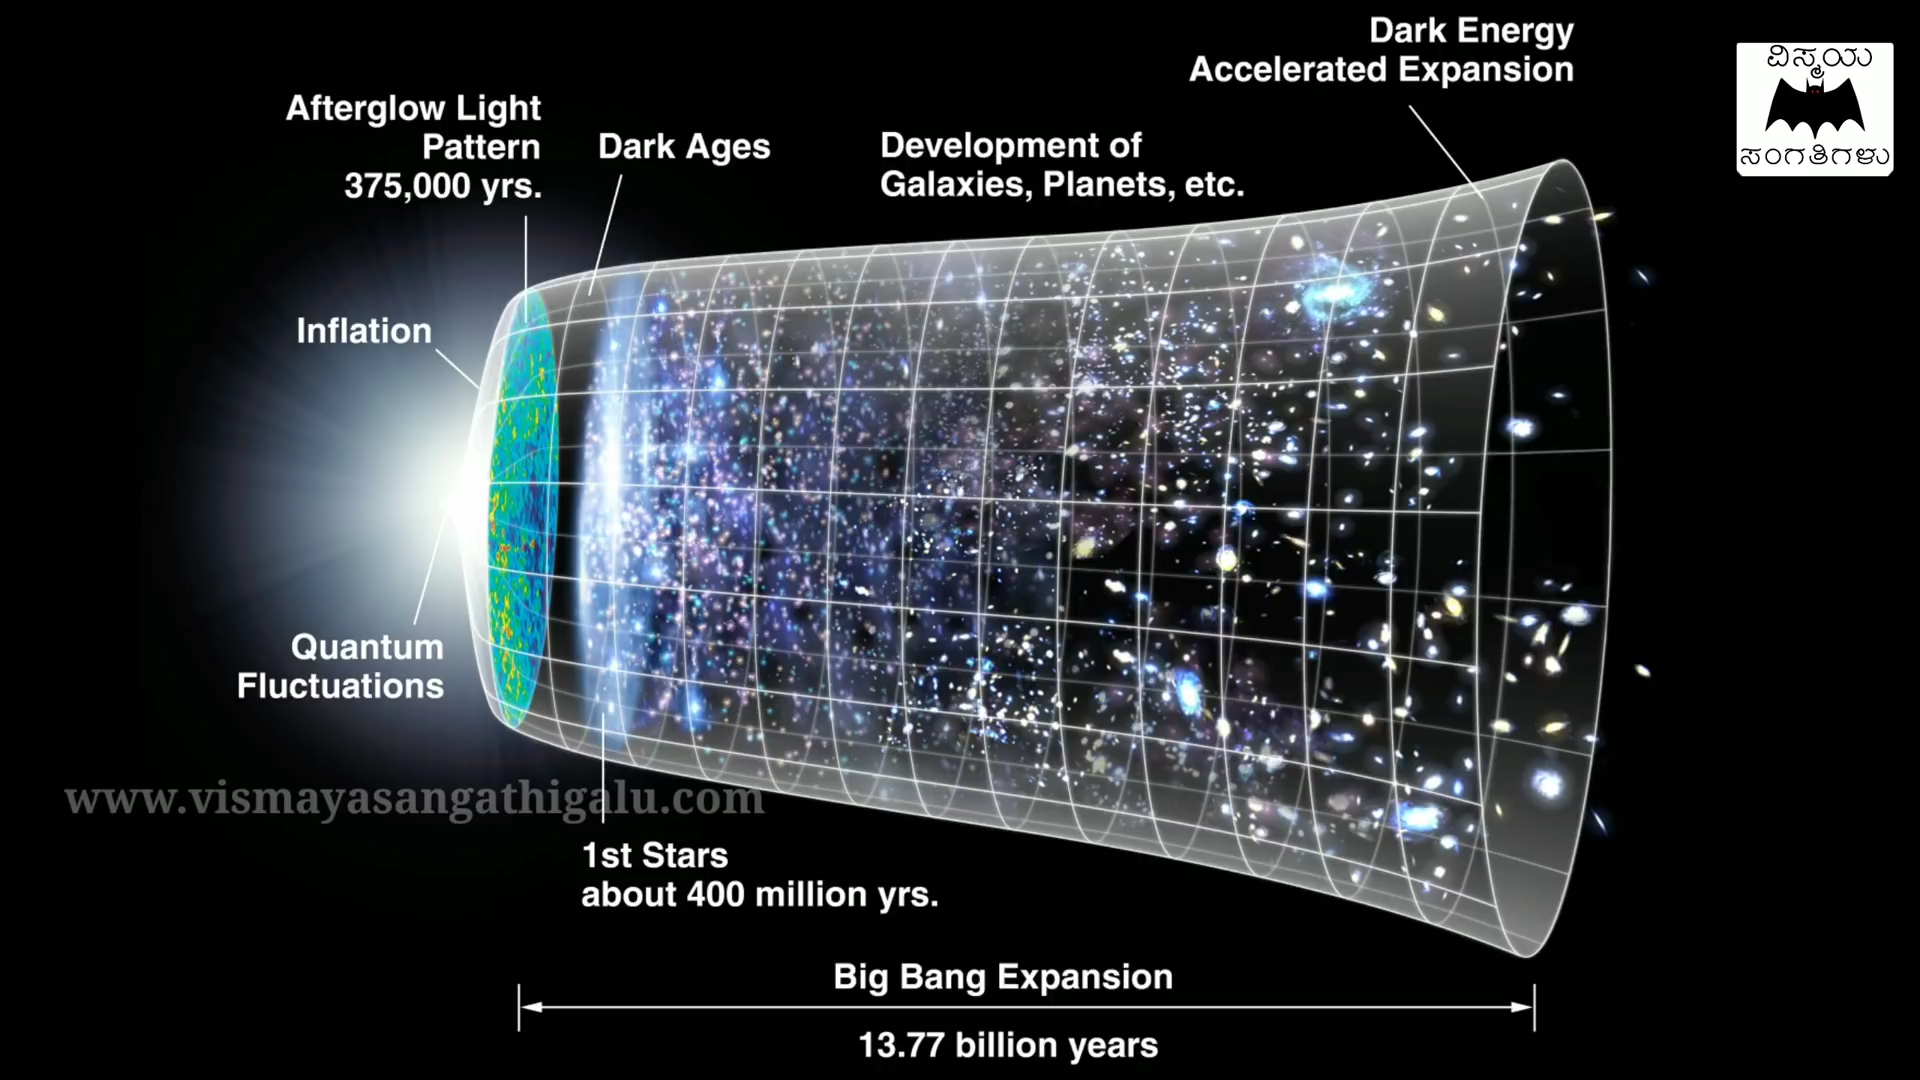 Dark Energy
Accelerated Expansion
ವಿಸ್ಮಯ
ಸಂಗತಿಗಳು
Afterglow Light
Pattern
375,000 yrs.
Dark Ages
Development of
Galaxies, Planets, etc.
Inflation
Quantum
Fluctuations
www.vismayasangathigalu.com
1st Stars
about 400 million yrs.
Big Bang Expansion
13.77 billion years